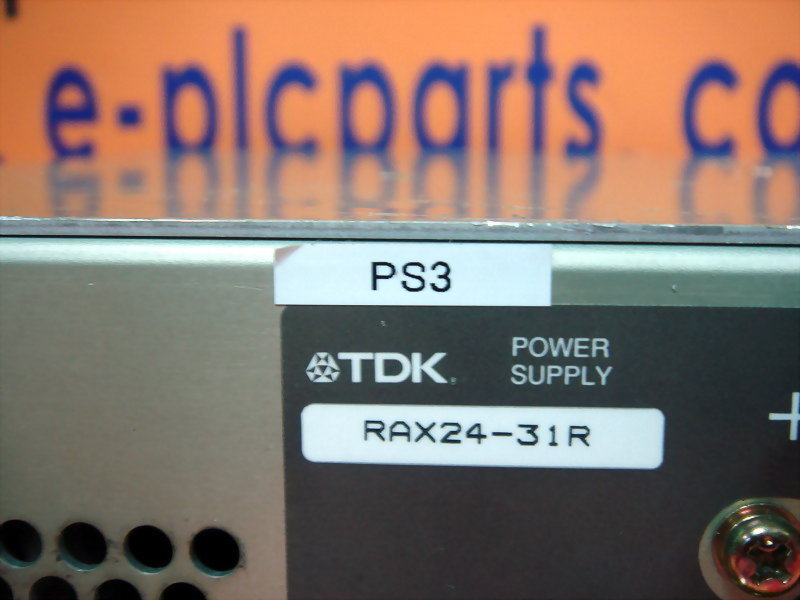 e-plcparts co
PS3
TDK
POWER
SUPPLY
RAX24-31R
+